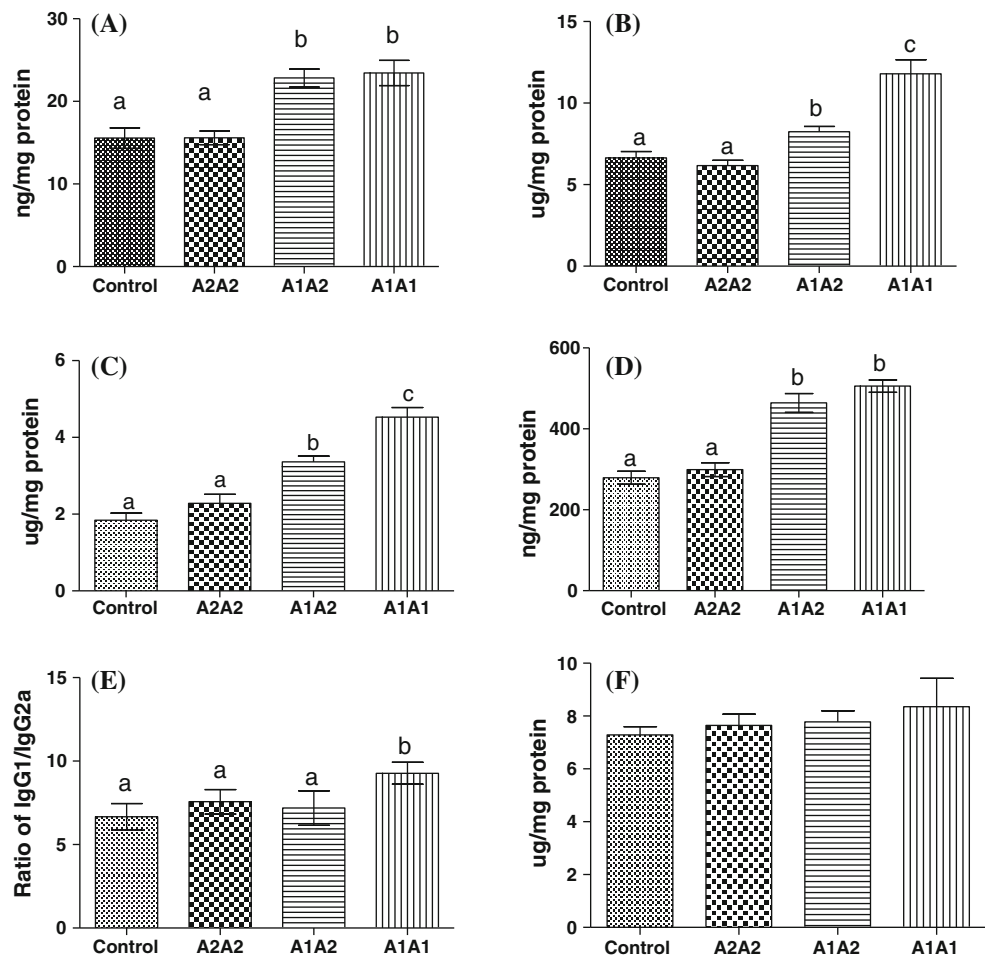 (A)
ng/mg protein
30
20
10
0
a
a
b
b
Control A2A2 A1A2 A1A1
(B)
ug/mg protein
15
10
5
0
a
a
b
c
Control A2A2 A1A2 A1A1
(C)
ug/mg protein
6
4
2
0
a
a
b
c
Control A2A2 A1A2 A1A1
(D)
ng/mg protein
600
400
200
0
a
a
b
b
Control A2A2 A1A2 A1A1
(E)
Ratio of IgG1/IgG2a
15
10
5
0
a
a
a
b
Control A2A2 A1A2 A1A1
(F)
ug/mg protein
10
8
6
4
2
0
Control A2A2 A1A2 A1A1